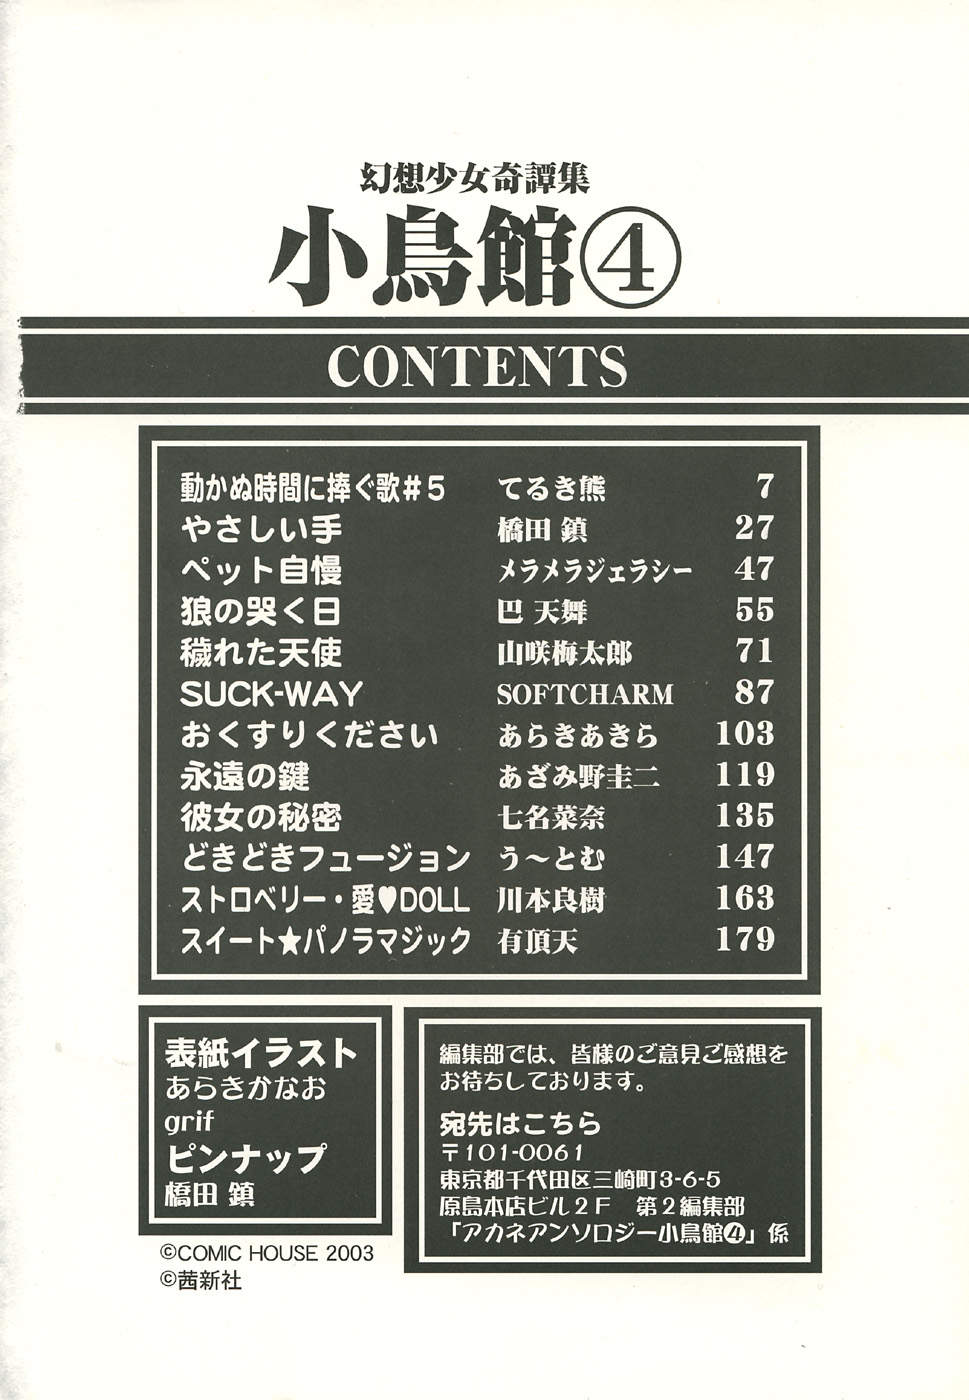 幻想少女奇譚集
小鳥館④
CONTENTS
動かぬ時間に捧ぐ歌＃５ てるき熊 7
やさしい手 橋田 鎮 27
ペット自慢 メラメラジェラシー 47
狼の哭く日 巴 天舞 55
穢れた天使 山咲梅太郎 71
SUCK-WAY SOFTCHARM 87
おくすりください あらきあきら 103
永遠の鍵 あざみ野圭二 119
彼女の秘密 七名菜奈 135
どきどきフュージョン う〜とむ 147
ストロベリー・愛♥DOLL 川本良樹 163
スイート★パノラマジック 有頂天 179
表紙イラスト
あらきかなお
grif
ピンナップ
橋田 鎮
©COMIC HOUSE 2003
©茜新社
編集部では、皆様のご意見ご感想を
お待ちしております。
宛先はこちら
〒101-0061
東京都千代田区三崎町3-6-5
原島本店ビル２Ｆ　第２編集部
「アカネアンソロジー小鳥館❹」係